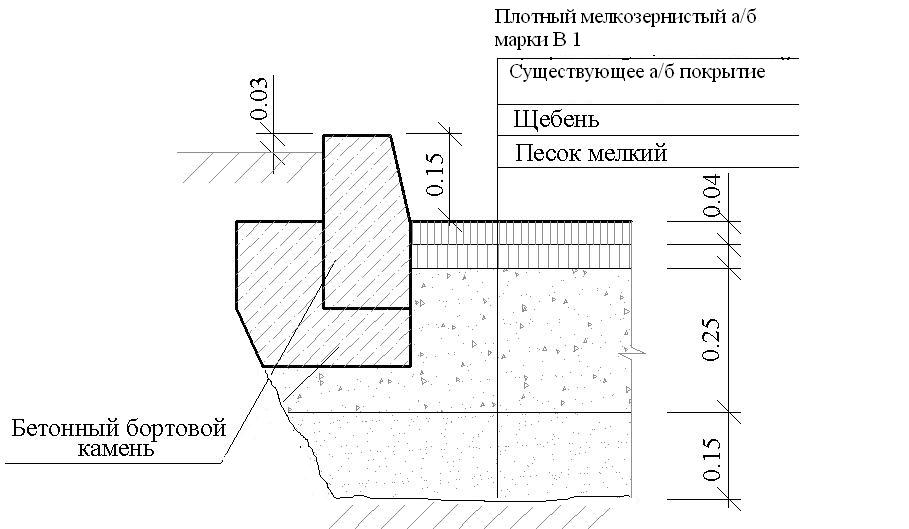 Плотный мелкозернистый а/б
марки В 1
Существующее а/б покрытие
Щебень
Песок мелкий
0.03
0.15
0.04
0.25
0.15
Бетонный бортовой
камень